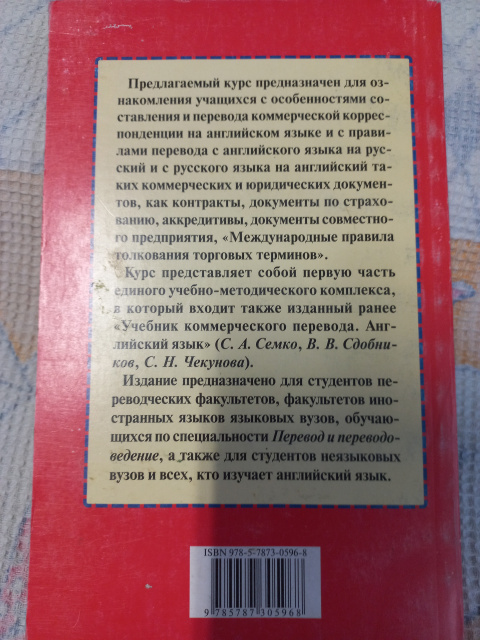 Предлагаемый курс предназначен для оз-
накомления учащихся с особенностями со-
ставления и перевода коммерческой коррес-
понденции на английском языке и с прави-
лами перевода с английского языка на рус-
ский и с русского языка на английский та-
ких коммерческих и юридических докумен-
тов, как контракты, документы по страхо-
ванию, аккредитивы, документы совместно-
го предприятия, «Международные правила
толкования торговых терминов».
Курс представляет собой первую часть
единого учебно-методического комплекса,
в который входит также изданный ранее
«Учебник коммерческого перевода. Анг-
лийский язык» (С. А. Семко, В. В. Сдобни-
ков, С. Н. Чекунова).
Издание предназначено для студентов пе-
реводческих факультетов, факультетов ино-
странных языков языковых вузов, обучаю-
щихся по специальности Перевод и переводо-
ведение, а также для студентов неязыковых
вузов и всех, кто изучает английский язык.
ISBN 978-5-7873-0596-8
9 785787 305968